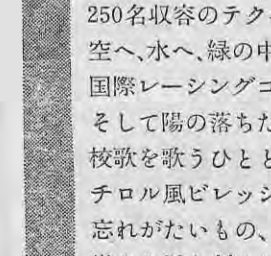 250名収容のテク
空へ、水へ、緑の中
国際レーシングコ
そして陽の落ちた
校歌を歌うひとと
チロル風ビレッジ
忘れがたいもの、